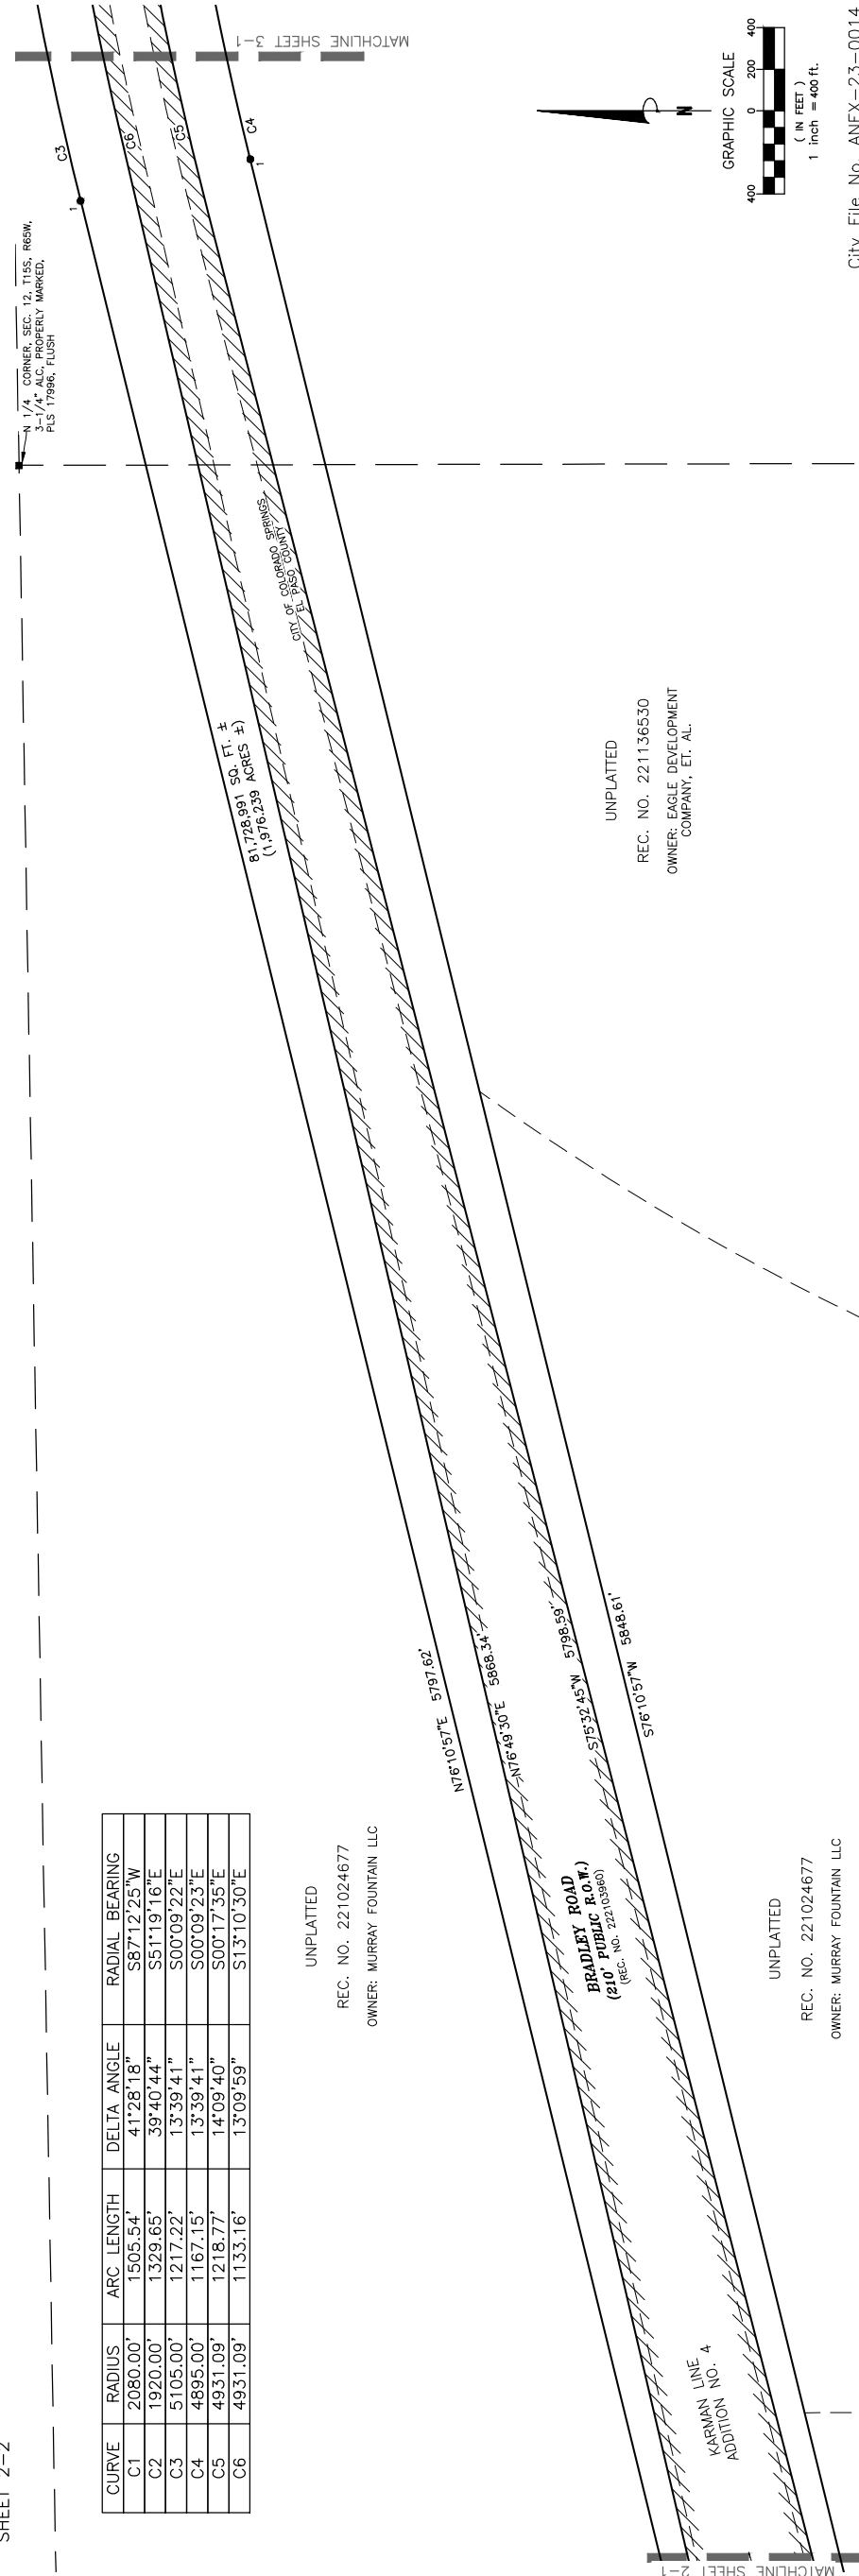 SHEET 2-2
CURVE RADIUS ARC LENGTH DELTA ANGLE RADIAL BEARING
C1 2080.00' 1505.54' 41°28'18" S87°12'25"W
C2 1920.00' 1329.65' 39°40'44" S51°19'16"E
C3 5105.00' 1217.22' 13°39'41" S00°09'22"E
C4 4895.00' 1167.15' 13°39'41" S00°09'23"E
C5 4931.09' 1218.77' 14°09'40" S00°17'35"E
C6 4931.09' 1133.16' 13°09'59" S13°10'30"E
N 1/4 CORNER, SEC. 12, T15S, R65W,
3-1/4" ALC, PROPERLY MARKED,
PLS 17996, FLUSH
MATCHLINE SHEET 3-1
C3
C6
C5
C4
1
1
UNPLATTED
REC. NO. 221024677
OWNER: MURRAY FOUNTAIN LLC
81,728,991 SQ. FT. ±
(1,976.239 ACRES ±)
CITY OF COLORADO SPRINGS
EL PASO COUNTY
N76°10'57"E 5797.62'
N76°49'30"E 5868.34'
S75°32'45"W 5798.59'
S76°10'57"W 5848.61'
BRADLEY ROAD
(210' PUBLIC R.O.W.)
(REC. NO. 222103960)
KARMAN LINE
ADDITION NO. 4
MATCHLINE SHEET 2-1
UNPLATTED
REC. NO. 221024677
OWNER: MURRAY FOUNTAIN LLC
UNPLATTED
REC. NO. 221136530
OWNER: EAGLE DEVELOPMENT
COMPANY, ET. AL.
N
GRAPHIC SCALE
400 0 200 400
( IN FEET )
1 inch = 400 ft.
City File No. ANEX-23-0014